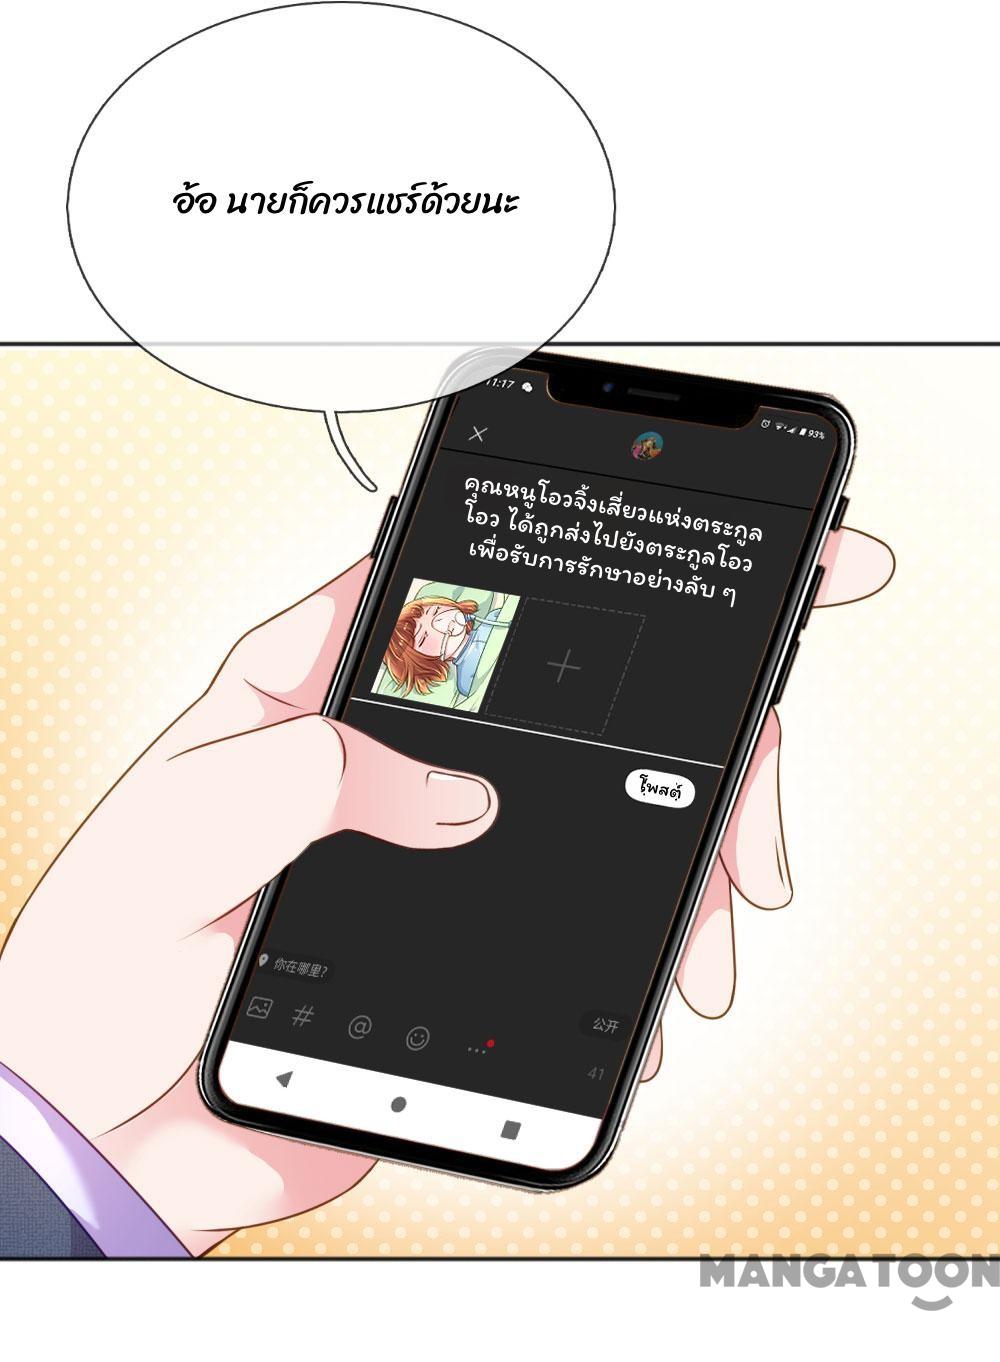 อ้อ นายก็ควรแชร์ด้วยนะ
11:17
93%
คุณหนูโอวจิ้งเสี่ยวแห่งตระกูล
โอว ได้ถูกส่งไปยังตระกูลโอว
เพื่อรับการรักษาอย่างลับ ๆ
โพสต์
你在哪里?
公开
# @
41
MANGATOON